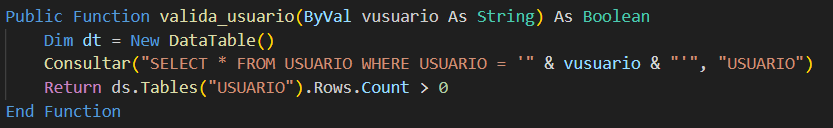 Public Function valida_usuario(ByVal vusuario As String) As Boolean
    Dim dt = New DataTable()
    Consultar("SELECT * FROM USUARIO WHERE USUARIO = '" & vusuario & "'", "USUARIO")
    Return ds.Tables("USUARIO").Rows.Count > 0
End Function